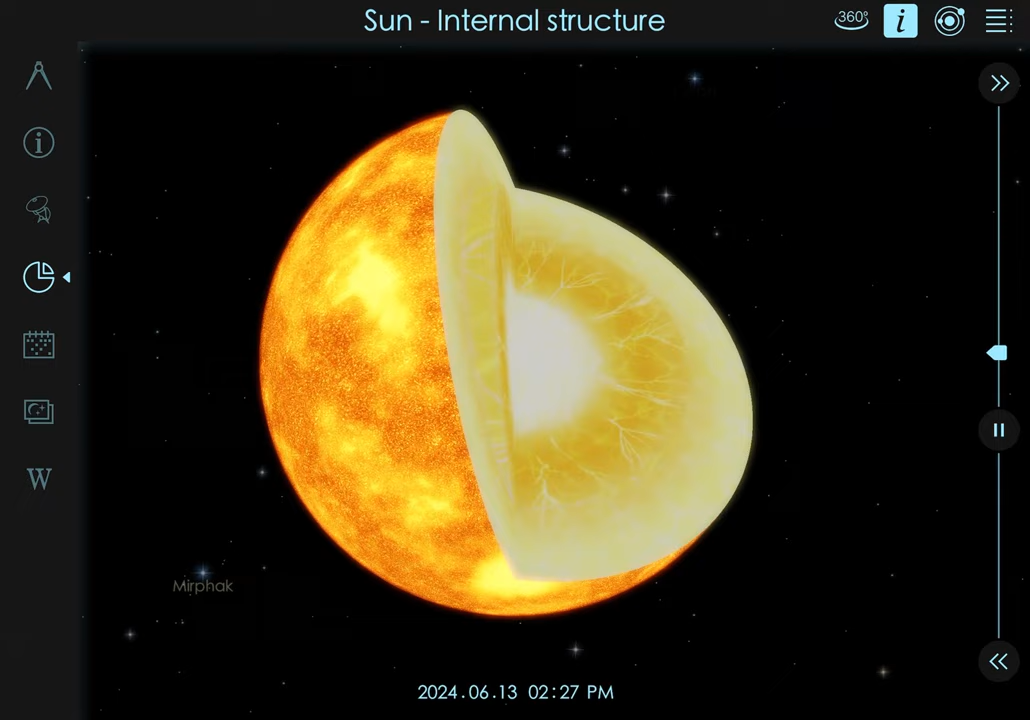 Sun - Internal structure
360°
i
i
W
Mirphak
2024.06.13 02:27 PM